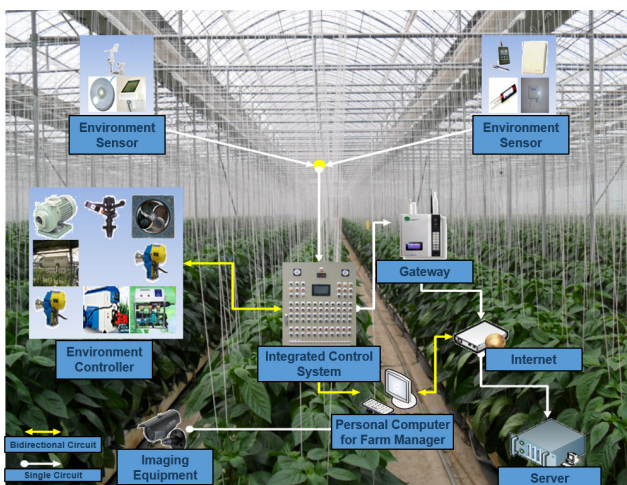 Environment
Sensor
Environment
Sensor
Gateway
Integrated Control
System
Internet
Environment
Controller
Personal Computer
for Farm Manager
Bidirectional Circuit
Imaging
Equipment
Single Circuit
Server